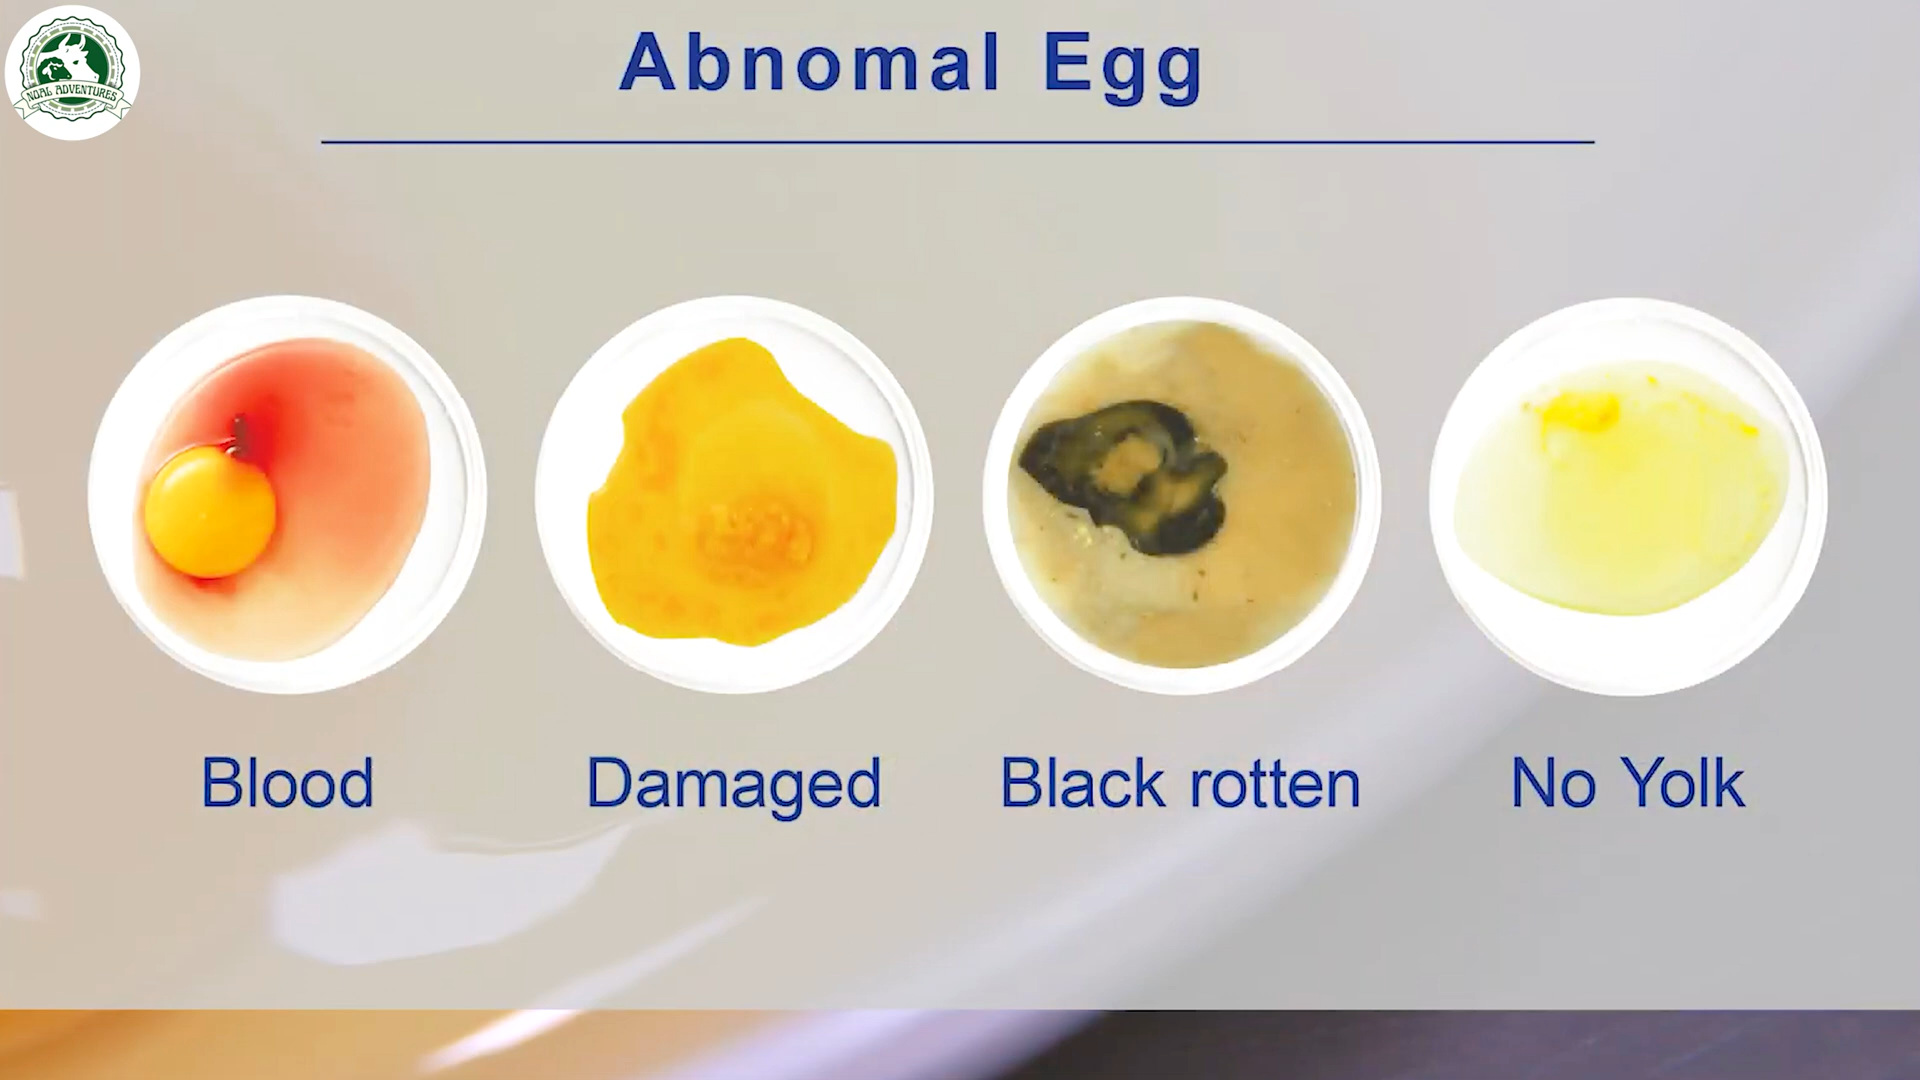 NOAL ADVENTURES
Abnomal Egg
Blood
Damaged
Black rotten
No Yolk